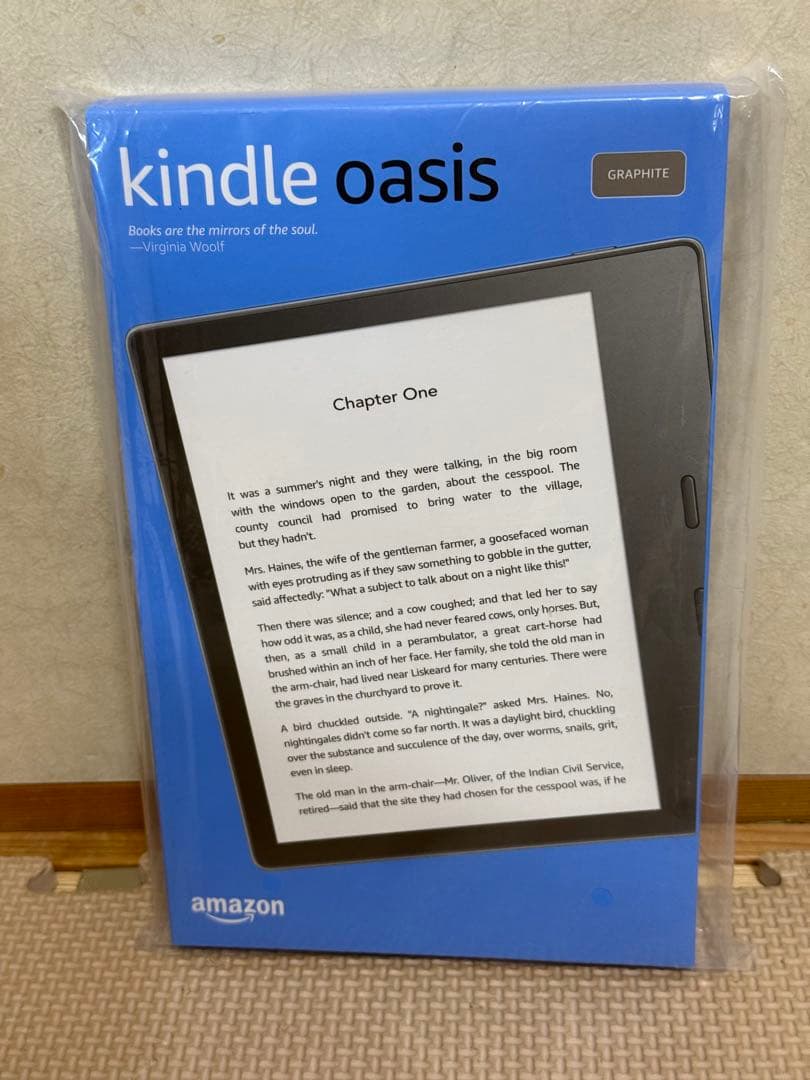 kindle oasis
GRAPHITE
Books are the mirrors of the soul.
—Virginia Woolf
Chapter One
It was a summer's night and they were talking, in the big room
with the windows open to the garden, about the cesspool. The
county council had promised to bring water to the village,
but they hadn't.
Mrs. Haines, the wife of the gentleman farmer, a goosefaced woman
with eyes protruding as if they saw something to gobble in the gutter,
said affectedly: "What a subject to talk about on a night like this!"
Then there was silence; and a cow coughed; and that led her to say
how odd it was, as a child, she had never feared cows, only horses. But,
then, as a small child in a perambulator, a great cart-horse had
brushed within an inch of her face. Her family, she told the old man in
the arm-chair, had lived near Liskeard for many centuries. There were
the graves in the churchyard to prove it.
A bird chuckled outside. "A nightingale?" asked Mrs. Haines. No,
nightingales didn't come so far north. It was a daylight bird, chuckling
over the substance and succulence of the day, over worms, snails, grit,
even in sleep.
The old man in the arm-chair—Mr. Oliver, of the Indian Civil Service,
retired—said that the site they had chosen for the cesspool was, if he
amazon